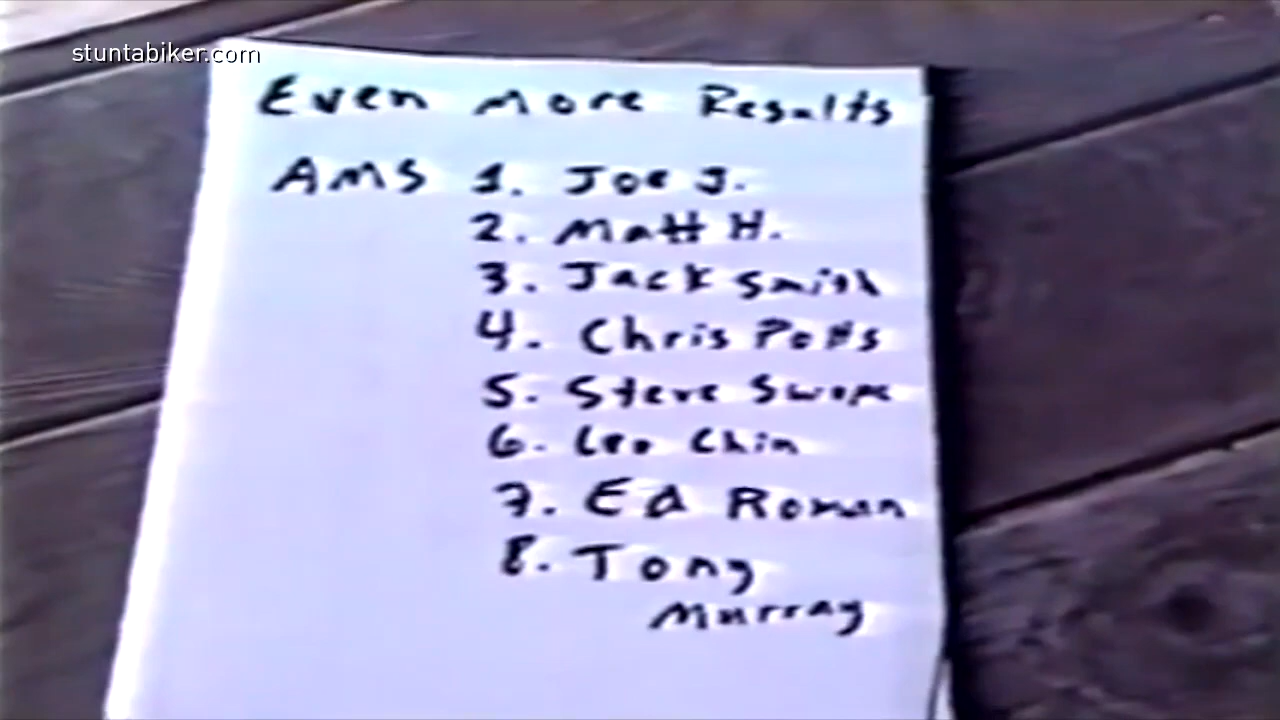 stuntabiker.com
Even More Results
AMS 1. Joe J.
2. Matt H.
3. Jack Smith
4. Chris Potts
5. Steve Swope
6. Leo Chin
7. Ed Roman
8. Tony
Murray